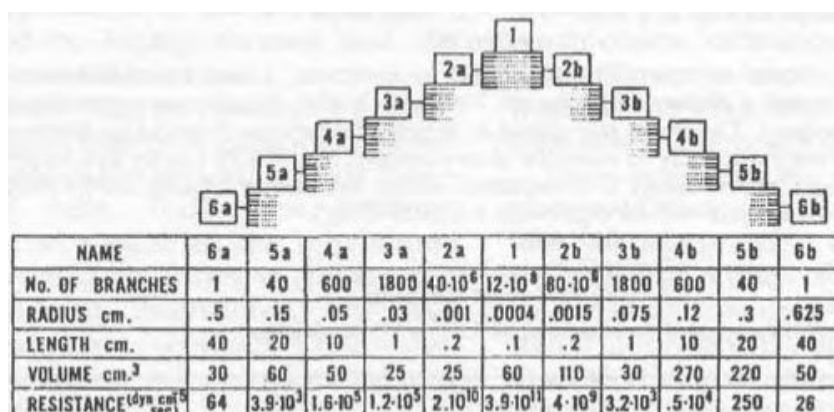 1
2a 2b
3a 3b
4a 4b
5a 5b
6a 6b
NAME 6a 5a 4a 3a 2a 1 2b 3b 4b 5b 6b
No. OF BRANCHES 1 40 600 1800 40·10⁶ 12·10⁸ 80·10⁶ 1800 600 40 1
RADIUS cm. .5 .15 .05 .03 .001 .0004 .0015 .075 .12 .3 .625
LENGTH cm. 40 20 10 1 .2 .1 .2 1 10 20 40
VOLUME cm.³ 30 60 50 25 25 60 110 30 270 220 50
RESISTANCE 64 3.9·10³ 1.6·10⁵ 1.2·10⁵ 2.10¹⁰ 3.9·10¹¹ 4·10⁹ 3.2·10³ .5·10⁴ 250 26